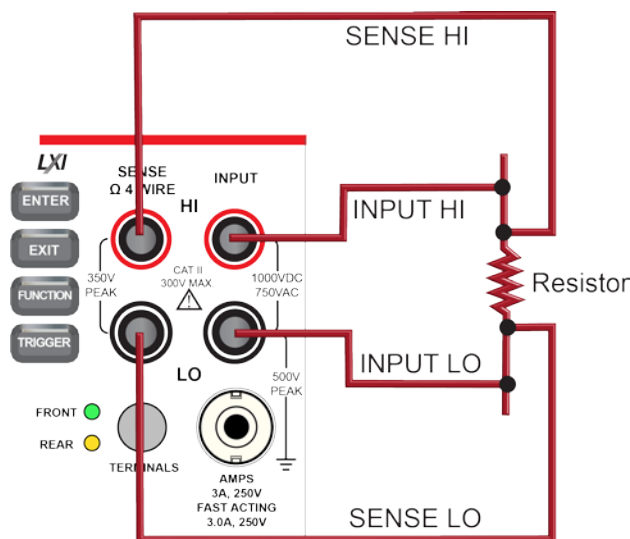 SENSE HI
LXI
SENSE
Ω 4 WIRE
INPUT
HI
ENTER
INPUT HI
EXIT
350V
PEAK
CAT II
300V MAX
1000VDC
750VAC
FUNCTION
Resistor
TRIGGER
INPUT LO
LO
500V
PEAK
FRONT
REAR
TERMINALS
AMPS
3A, 250V
FAST ACTING
3.0A, 250V
SENSE LO